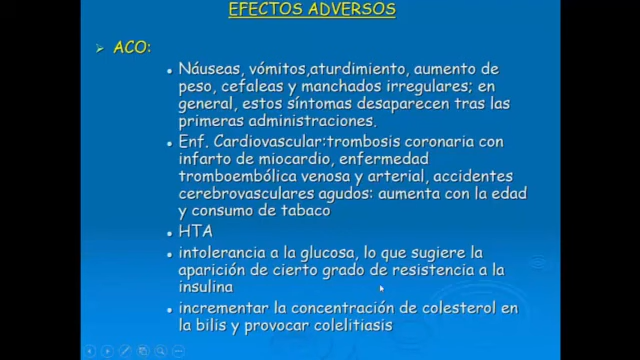 EFECTOS ADVERSOS
ACO:
Náuseas, vómitos,aturdimiento, aumento de
peso, cefaleas y manchados irregulares; en
general, estos síntomas desaparecen tras las
primeras administraciones.
Enf. Cardiovascular:trombosis coronaria con
infarto de miocardio, enfermedad
tromboembólica venosa y arterial, accidentes
cerebrovasculares agudos: aumenta con la edad
y consumo de tabaco
HTA
intolerancia a la glucosa, lo que sugiere la
aparición de cierto grado de resistencia a la
insulina
incrementar la concentración de colesterol en
la bilis y provocar colelitiasis